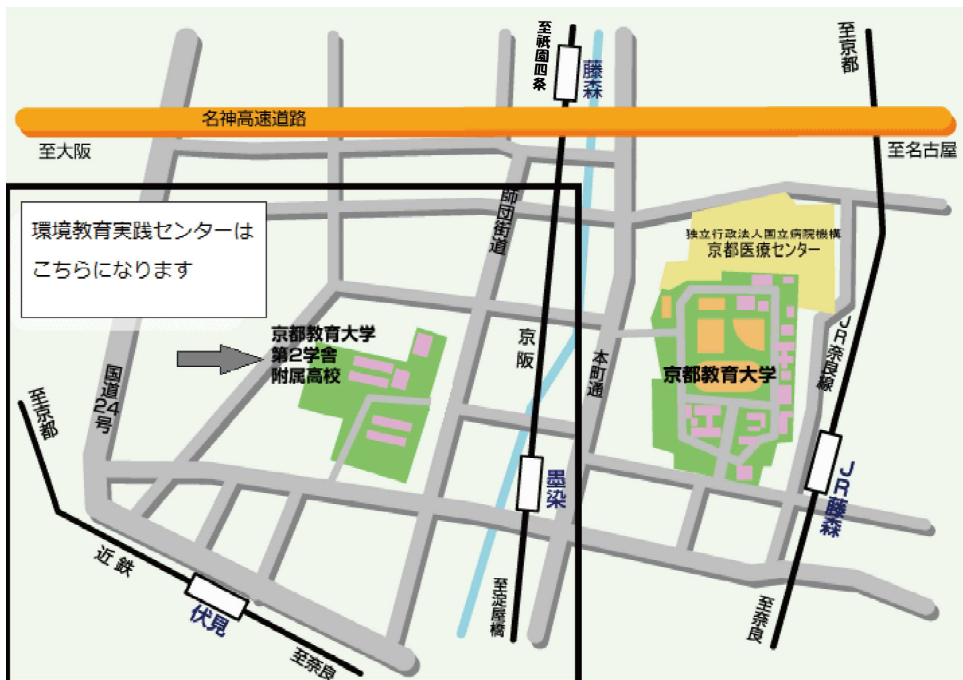 至祇園四条
藤森
至京都
名神高速道路
至大阪
至名古屋
環境教育実践センターは
こちらになります
師団街道
独立行政法人国立病院機構
京都医療センター
京都教育大学
第2学舎
附属高校
京阪
本町通
京都教育大学
JR奈良線
国道24号
至京都
墨染
JR藤森
近鉄
伏見
至淀屋橋
至奈良
至奈良